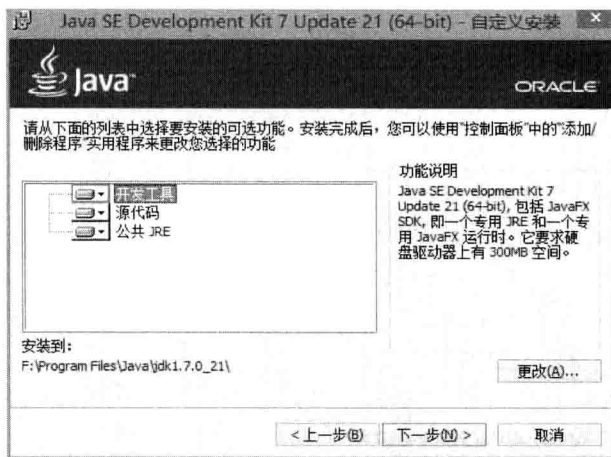 Java SE Development Kit 7 Update 21 (64-bit) - 自定义安装
Java
ORACLE
请从下面的列表中选择要安装的可选功能。安装完成后，您可以使用“控制面板”中的“添加/
删除程序”实用程序来更改您选择的功能
开发工具
源代码
公共 JRE
功能说明
Java SE Development Kit 7
Update 21 (64-bit), 包括 JavaFX
SDK, 即一个专用 JRE 和一个专
用 JavaFX 运行时。它要求硬
盘驱动器上有 300MB 空间。
安装到：
F:\Program Files\Java\jdk1.7.0_21\
更改(A)...
< 上一步(B)
下一步(N) >
取消